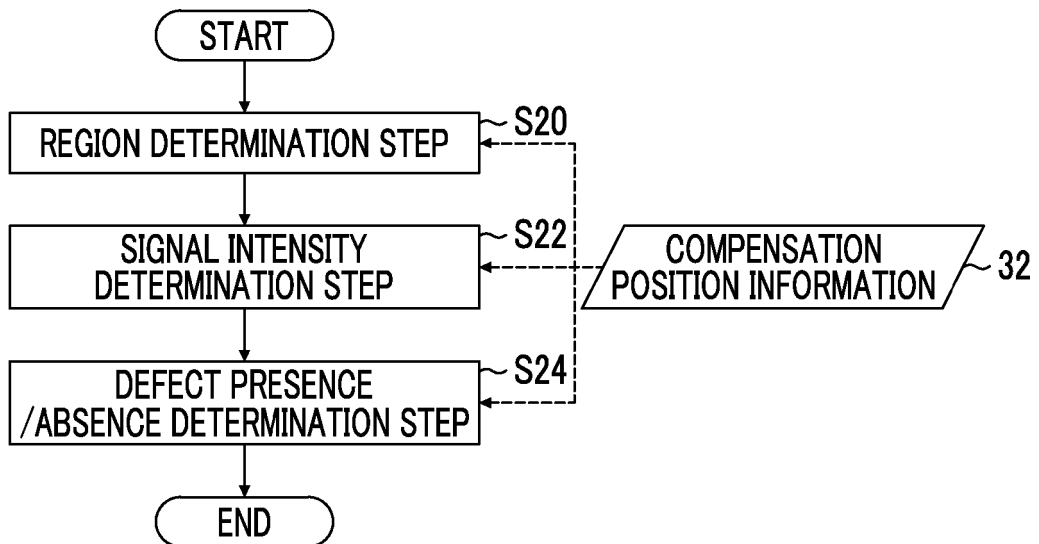 START
REGION DETERMINATION STEP
S20
SIGNAL INTENSITY
DETERMINATION STEP
S22
COMPENSATION
POSITION INFORMATION
32
DEFECT PRESENCE
/ABSENCE DETERMINATION STEP
S24
END